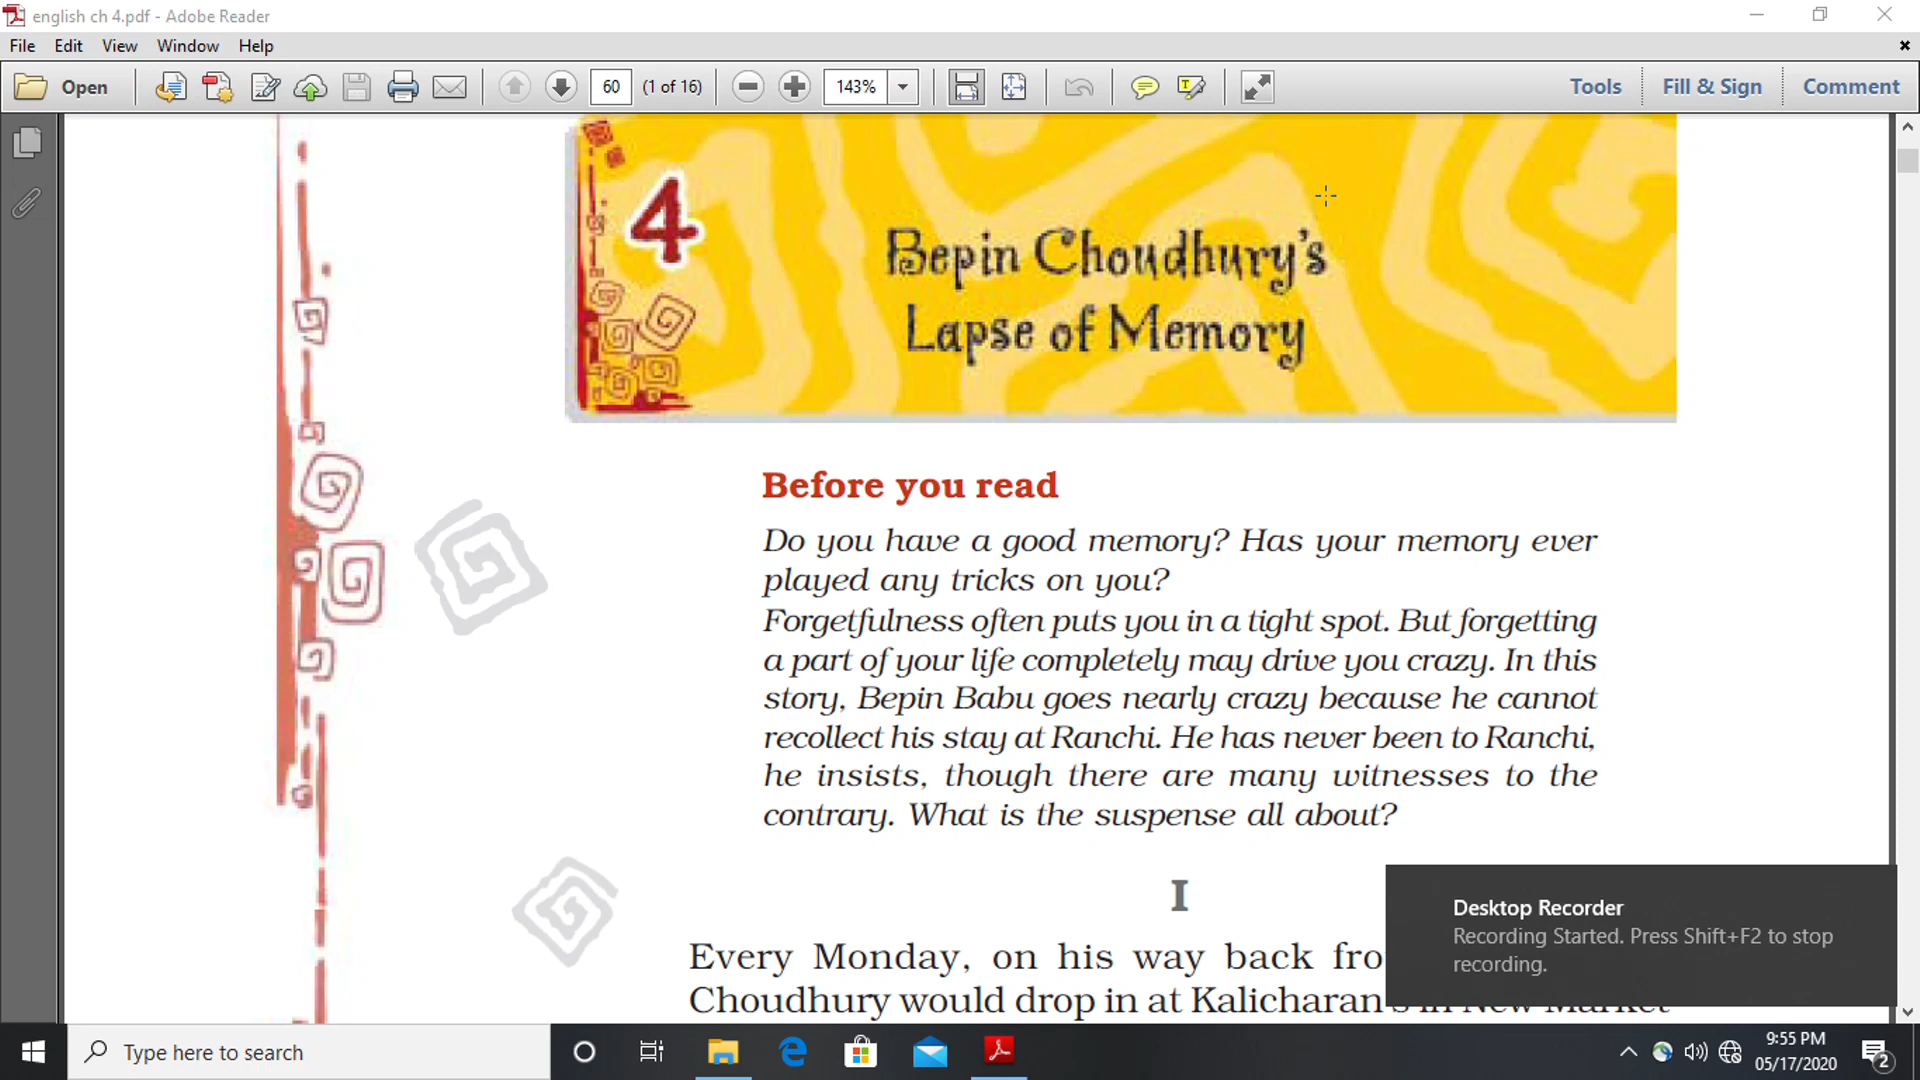 english ch 4.pdf - Adobe Reader
File Edit View Window Help
Open 60 (1 of 16) 143% Tools Fill & Sign Comment
4
Bepin Choudhury's
Lapse of Memory
Before you read
Do you have a good memory? Has your memory ever
played any tricks on you?
Forgetfulness often puts you in a tight spot. But forgetting
a part of your life completely may drive you crazy. In this
story, Bepin Babu goes nearly crazy because he cannot
recollect his stay at Ranchi. He has never been to Ranchi,
he insists, though there are many witnesses to the
contrary. What is the suspense all about?
I
Every Monday, on his way back fro
Choudhury would drop in at Kalicharan's in New Market
Desktop Recorder
Recording Started. Press Shift+F2 to stop
recording.
Type here to search
9:55 PM
05/17/2020
2